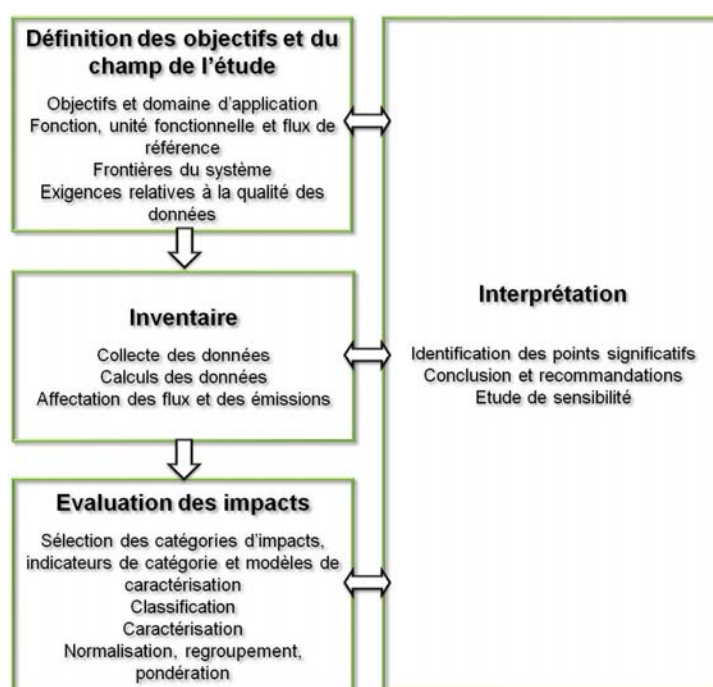 Définition des objectifs et du
champ de l'étude
Objectifs et domaine d'application
Fonction, unité fonctionnelle et flux de
référence
Frontières du système
Exigences relatives à la qualité des
données
Inventaire
Collecte des données
Calculs des données
Affectation des flux et des émissions
Evaluation des impacts
Sélection des catégories d'impacts,
indicateurs de catégorie et modèles de
caractérisation
Classification
Caractérisation
Normalisation, regroupement,
pondération
Interprétation
Identification des points significatifs
Conclusion et recommandations
Etude de sensibilité